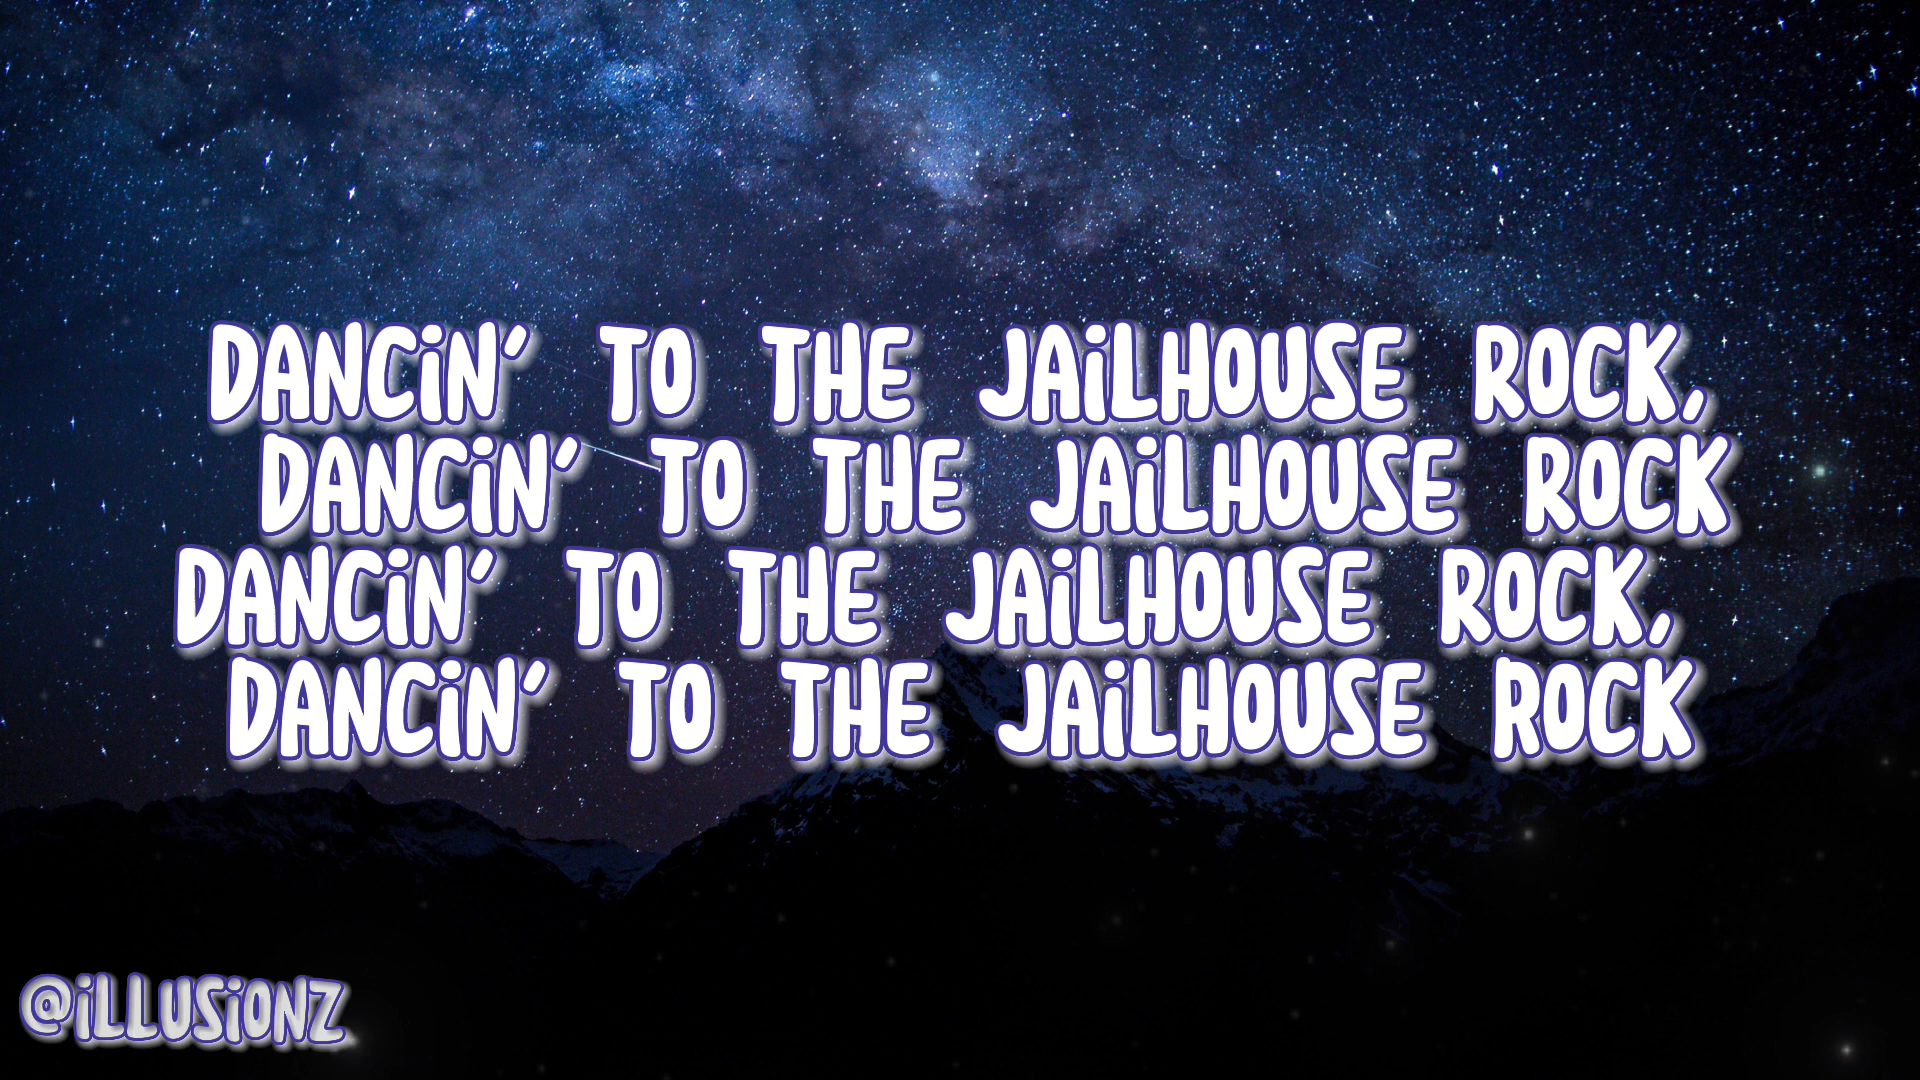 DANCiN' TO THE JAiLHOUSE ROCK,
DANCiN' TO THE JAiLHOUSE ROCK
DANCiN' TO THE JAiLHOUSE ROCK,
DANCiN' TO THE JAiLHOUSE ROCK
@iLLUSiONZ